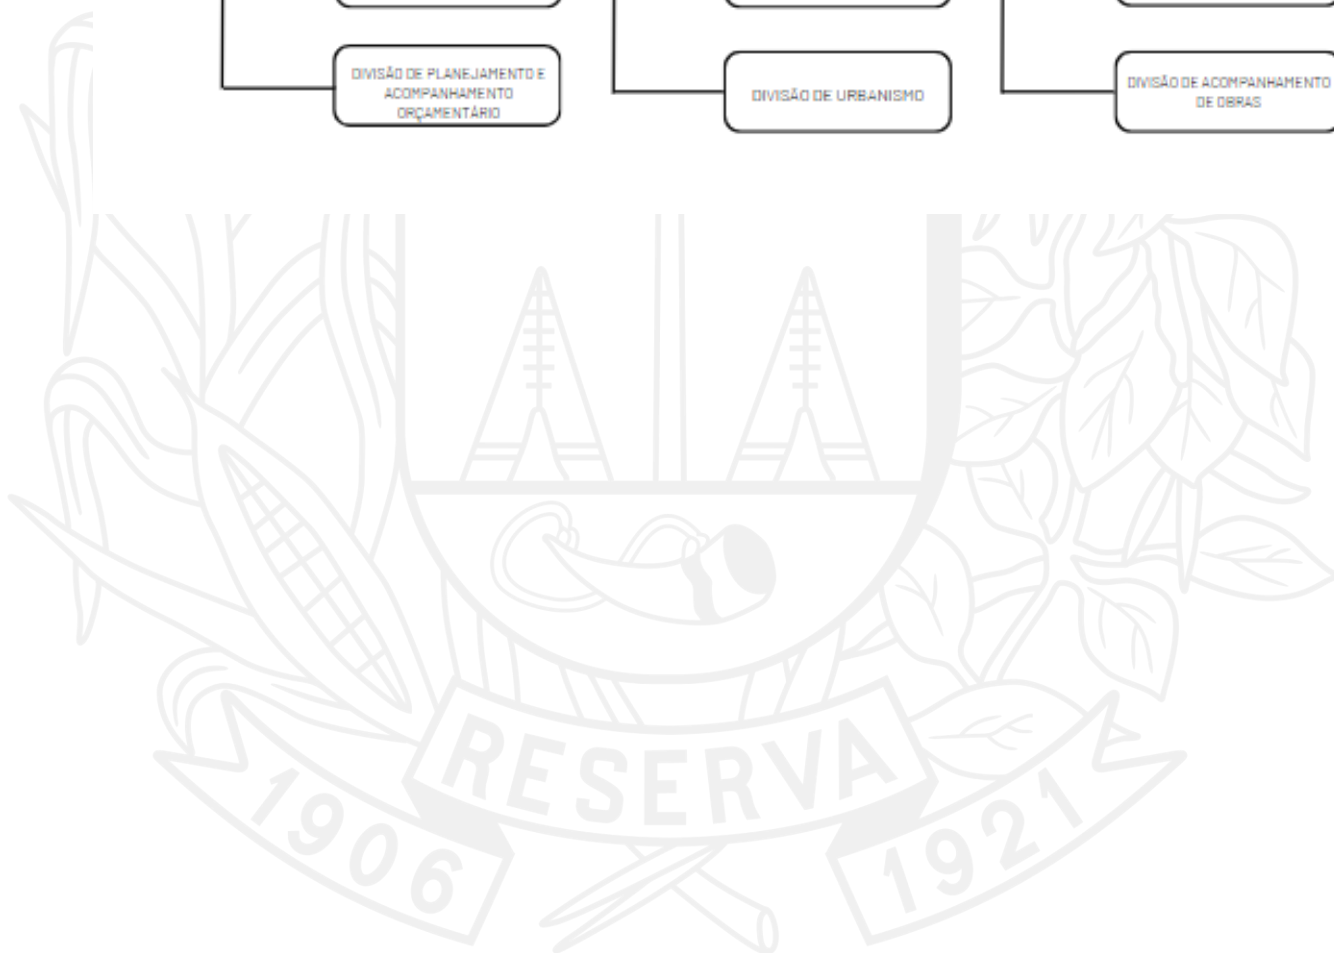 DIVISÃO DE PLANEJAMENTO E
ACOMPANHAMENTO
ORÇAMENTÁRIO
DIVISÃO DE URBANISMO
DIVISÃO DE ACOMPANHAMENTO
DE OBRAS
RESERVA
1906
1921